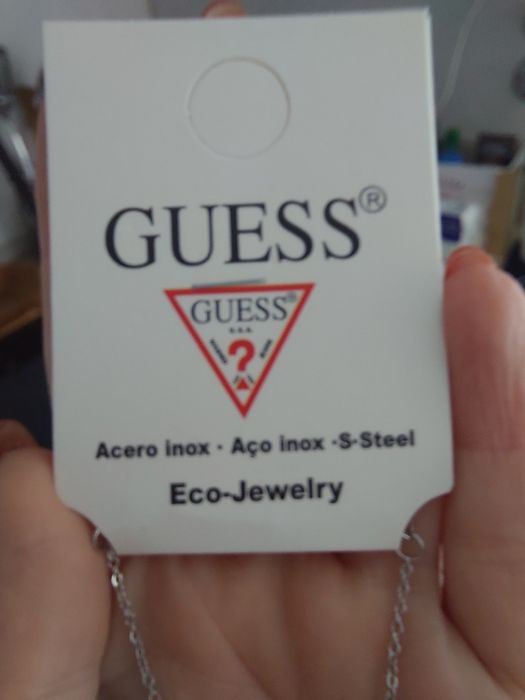 GUESS®
GUESS®
?
Acero inox · Aço inox ·S-Steel
Eco-Jewelry